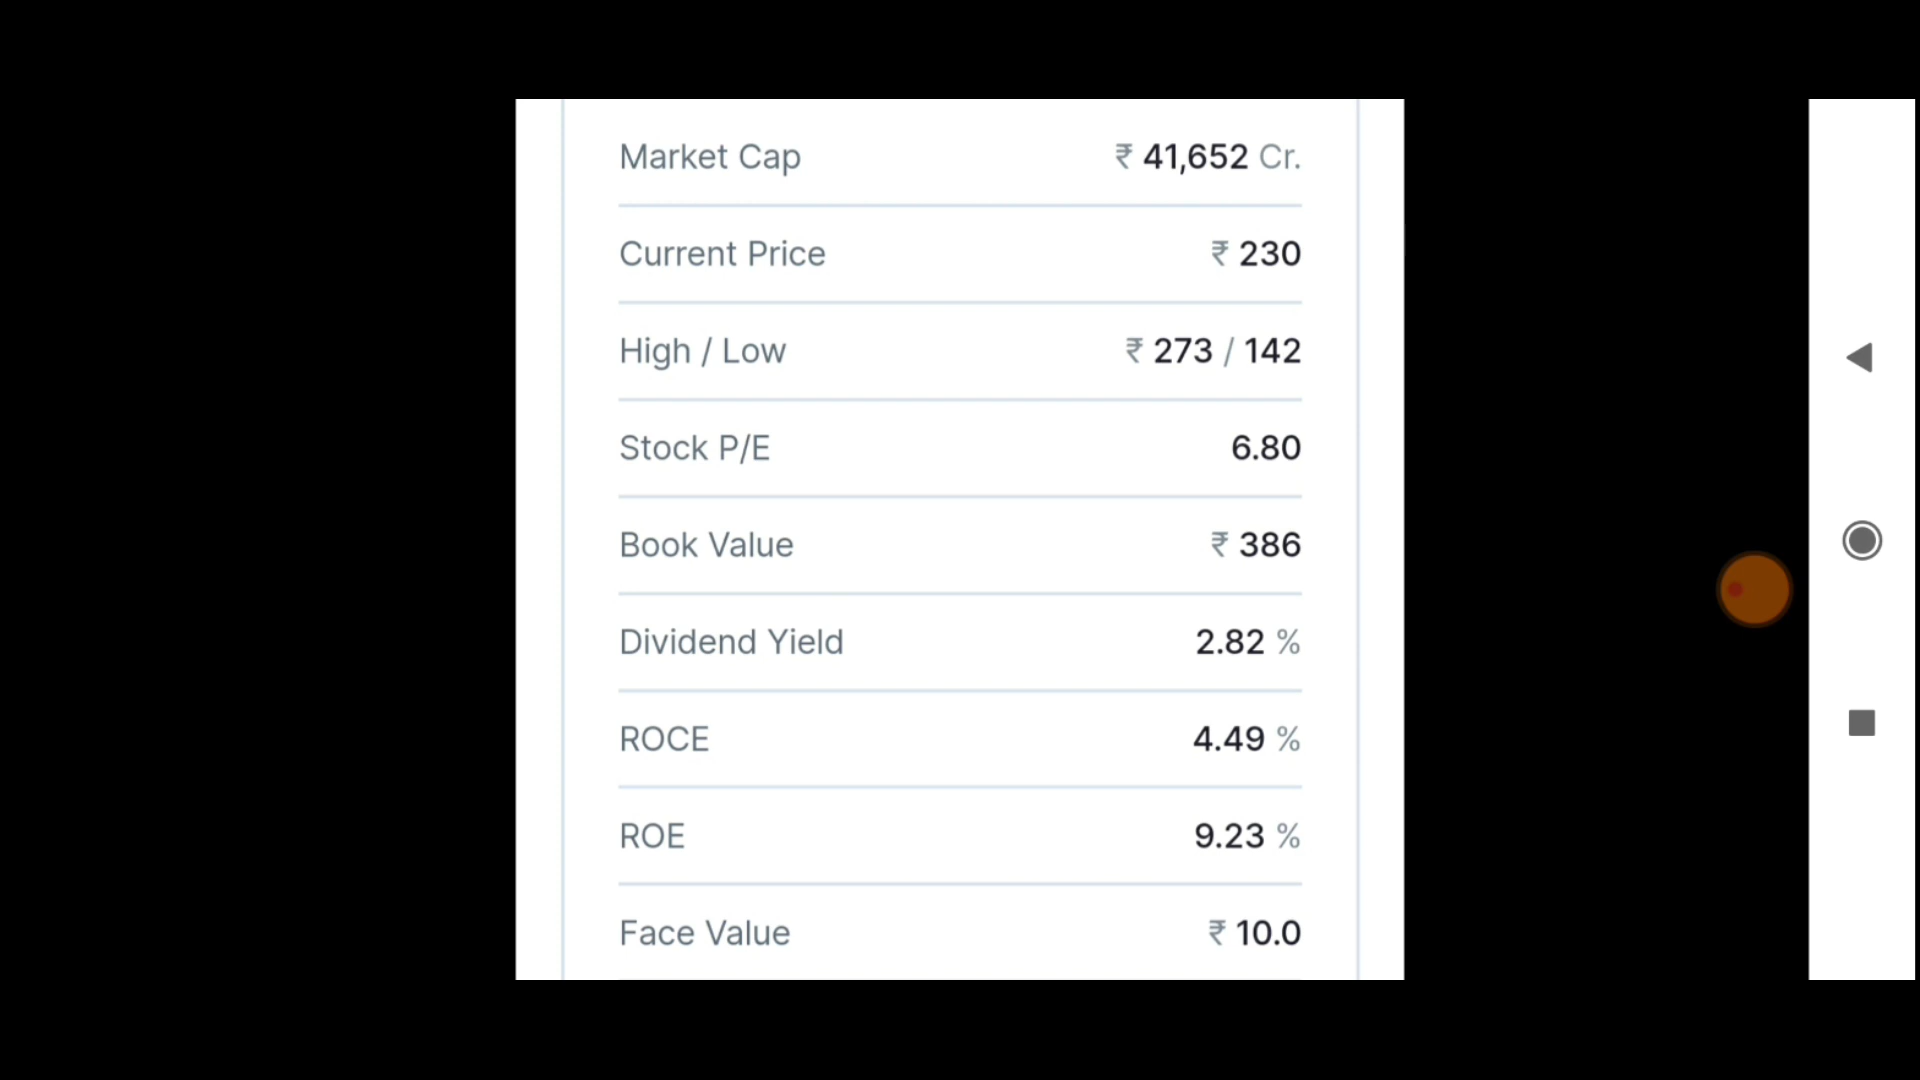 Market Cap ₹ 41,652 Cr.
Current Price ₹ 230
High / Low ₹ 273 / 142
Stock P/E 6.80
Book Value ₹ 386
Dividend Yield 2.82 %
ROCE 4.49 %
ROE 9.23 %
Face Value ₹ 10.0